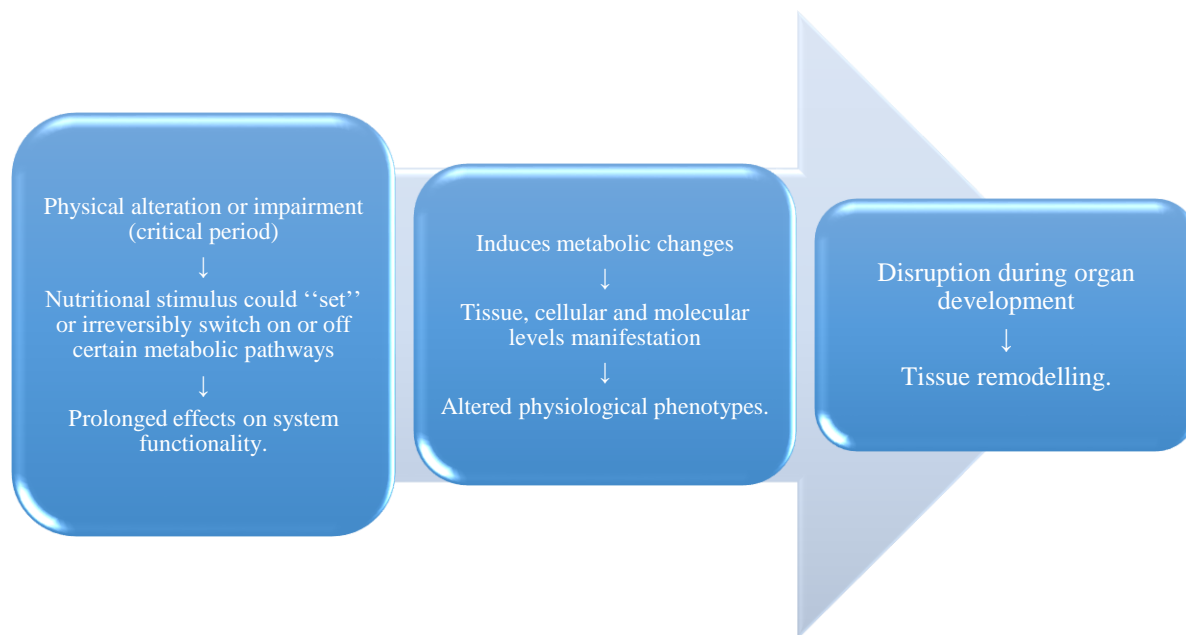 Physical alteration or impairment
(critical period)
↓
Nutritional stimulus could ‘‘set’’
or irreversibly switch on or off
certain metabolic pathways
↓
Prolonged effects on system
functionality.
Induces metabolic changes
↓
Tissue, cellular and molecular
levels manifestation
↓
Altered physiological phenotypes.
Disruption during organ
development
↓
Tissue remodelling.